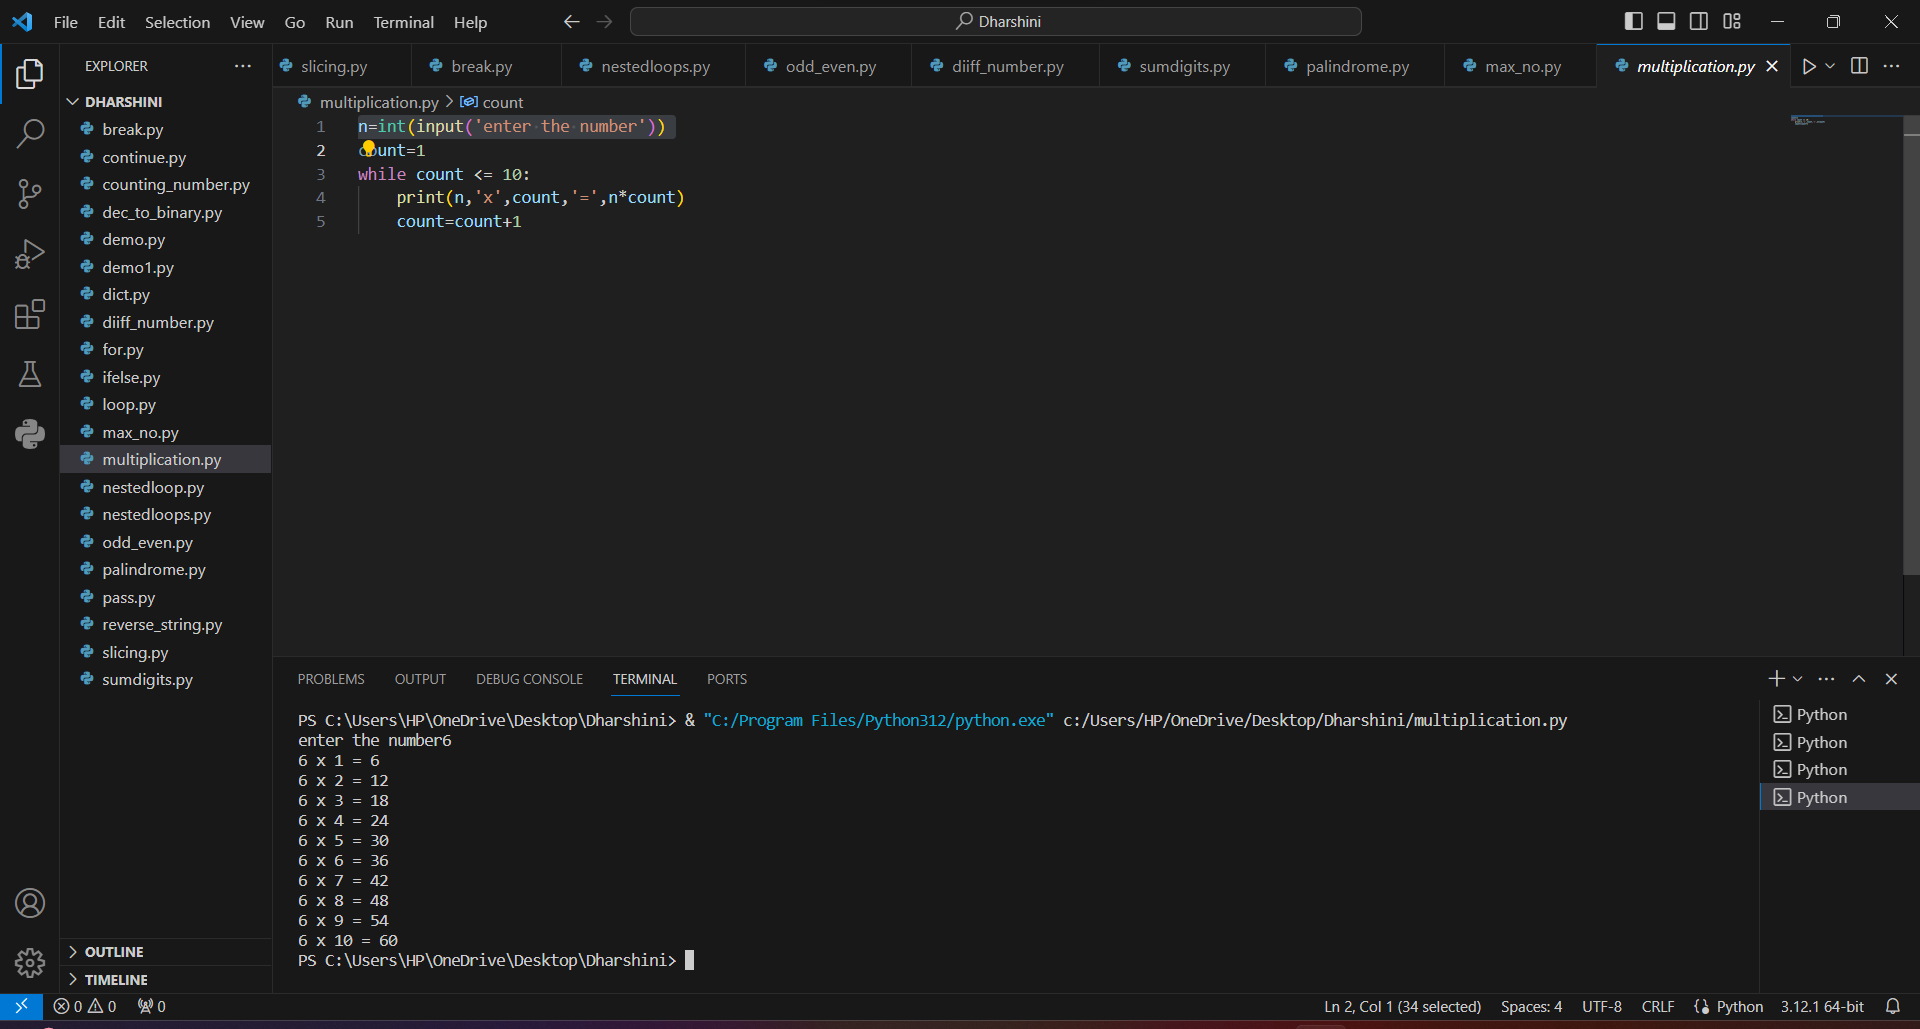 File Edit Selection View Go Run Terminal Help
Dharshini
EXPLORER
slicing.py break.py nestedloops.py odd_even.py diiff_number.py sumdigits.py palindrome.py max_no.py multiplication.py
DHARSHINI
break.py
continue.py
counting_number.py
dec_to_binary.py
demo.py
demo1.py
dict.py
diiff_number.py
for.py
ifelse.py
loop.py
max_no.py
multiplication.py
nestedloop.py
nestedloops.py
odd_even.py
palindrome.py
pass.py
reverse_string.py
slicing.py
sumdigits.py
OUTLINE
TIMELINE
multiplication.py > count
1 n=int(input('enter the number'))
2 count=1
3 while count <= 10:
4 print(n,'x',count,'=',n*count)
5 count=count+1
PROBLEMS OUTPUT DEBUG CONSOLE TERMINAL PORTS
PS C:\Users\HP\OneDrive\Desktop\Dharshini> & "C:/Program Files/Python312/python.exe" c:/Users/HP/OneDrive/Desktop/Dharshini/multiplication.py
enter the number6
6 x 1 = 6
6 x 2 = 12
6 x 3 = 18
6 x 4 = 24
6 x 5 = 30
6 x 6 = 36
6 x 7 = 42
6 x 8 = 48
6 x 9 = 54
6 x 10 = 60
PS C:\Users\HP\OneDrive\Desktop\Dharshini>
Python
Python
Python
Python
0 0 0 Ln 2, Col 1 (34 selected) Spaces: 4 UTF-8 CRLF Python 3.12.1 64-bit